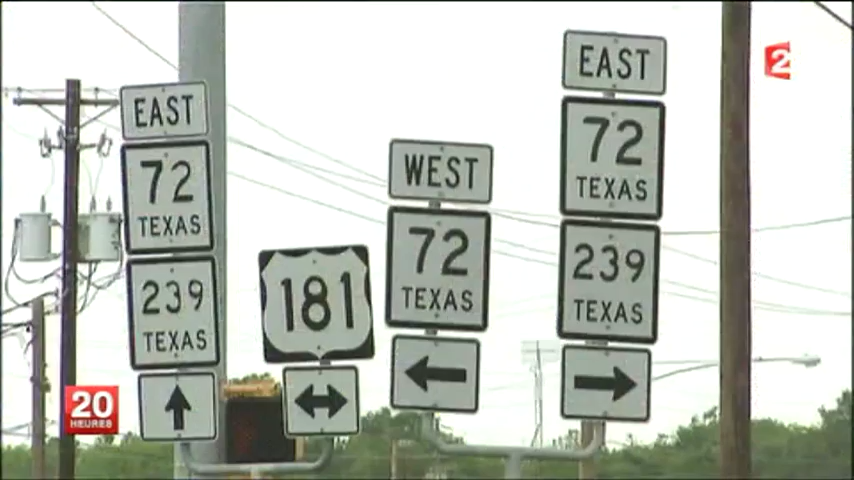 EAST
72
TEXAS
239
TEXAS
181
WEST
72
TEXAS
EAST
72
TEXAS
239
TEXAS
2
20
HEURES